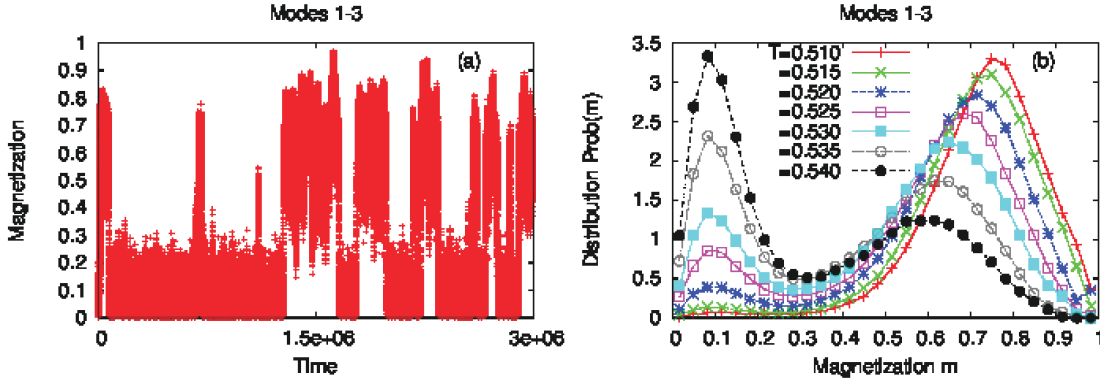 Modes 1-3
(a)
Magnetization
1
0.9
0.8
0.7
0.6
0.5
0.4
0.3
0.2
0.1
0
0 1.5e+06 3e+06
Time
Modes 1-3
(b)
Distribution Prob(m)
3.5
3
2.5
2
1.5
1
0.5
0
T=0.510
=0.515
=0.520
=0.525
=0.530
=0.535
=0.540
0 0.1 0.2 0.3 0.4 0.5 0.6 0.7 0.8 0.9 1
Magnetization m